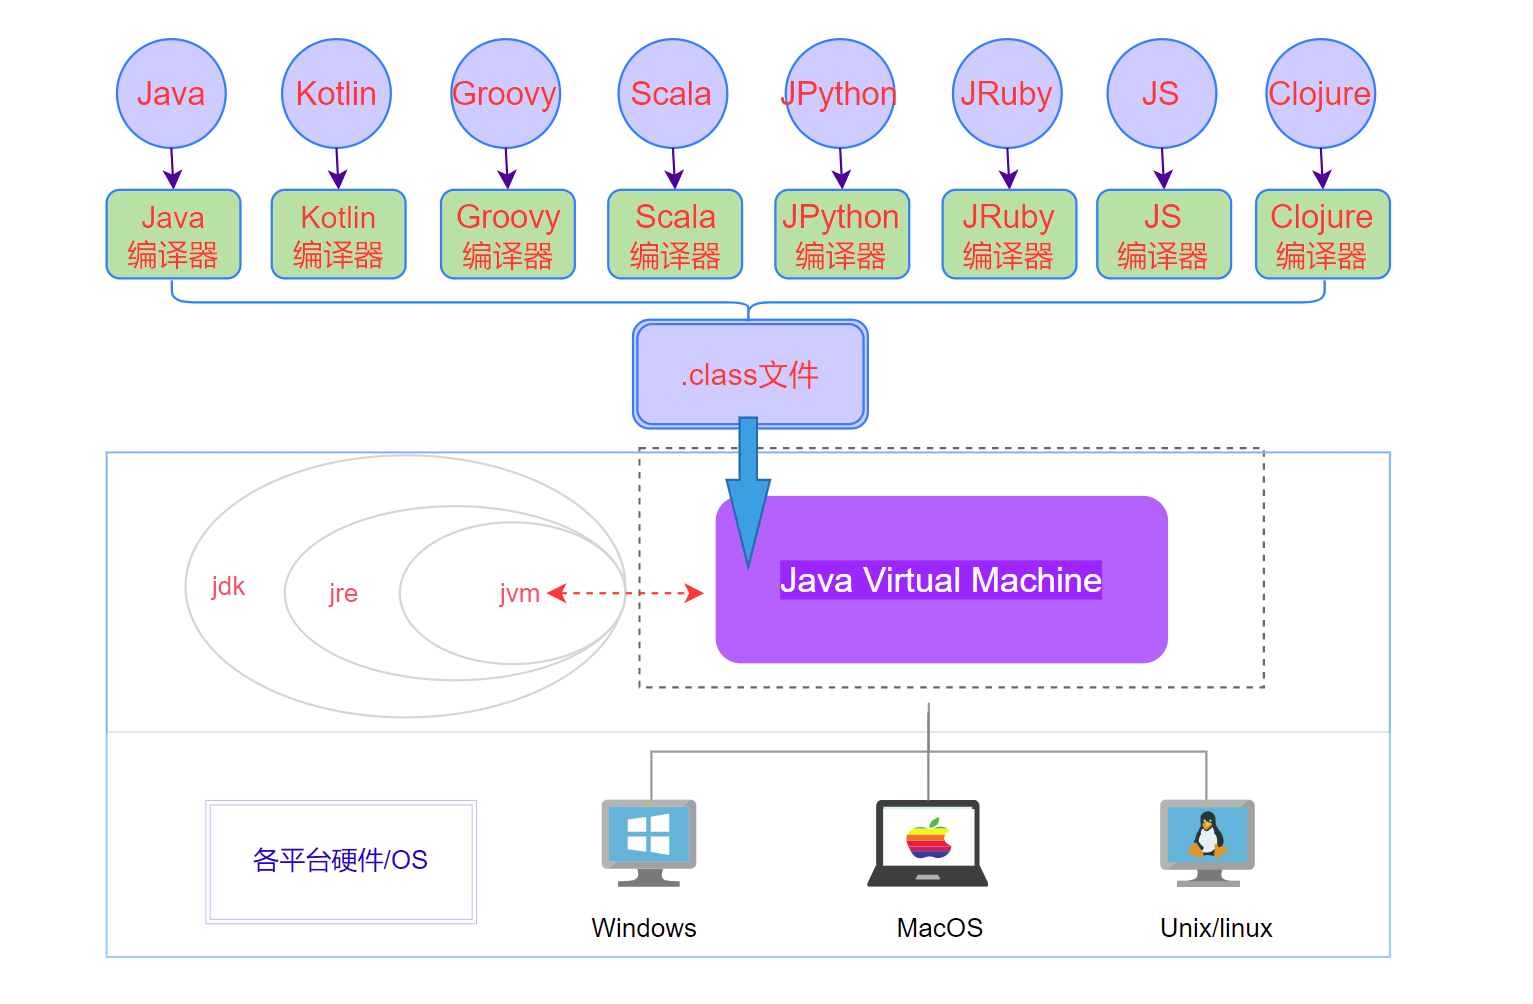 Java
Kotlin
Groovy
Scala
JPython
JRuby
JS
Clojure
Java
编译器
Kotlin
编译器
Groovy
编译器
Scala
编译器
JPython
编译器
JRuby
编译器
JS
编译器
Clojure
编译器
.class文件
jdk
jre
jvm
Java Virtual Machine
各平台硬件/OS
Windows
MacOS
Unix/linux